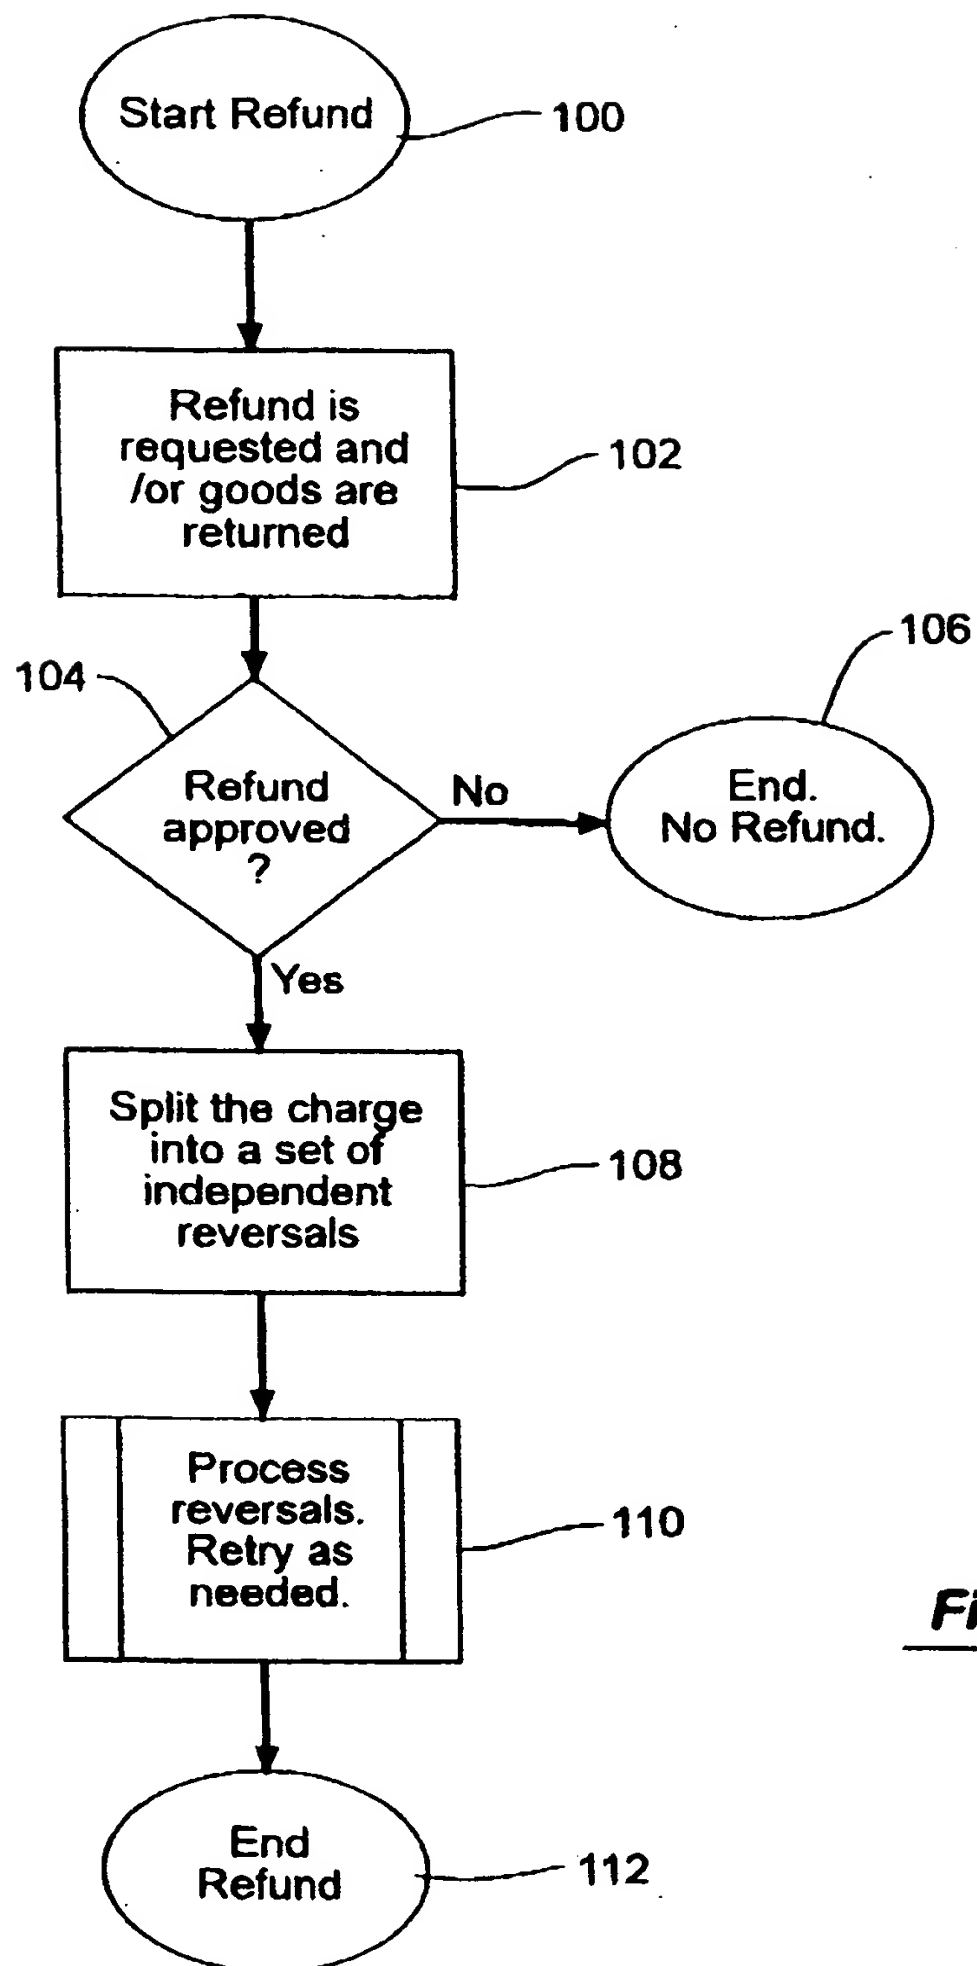 Start Refund
100
Refund is
requested and
/or goods are
returned
102
104
Refund
approved
?
No
106
End.
No Refund.
Yes
Split the charge
into a set of
independent
reversals
108
Process
reversals.
Retry as
needed.
110
Fi
End
Refund
112